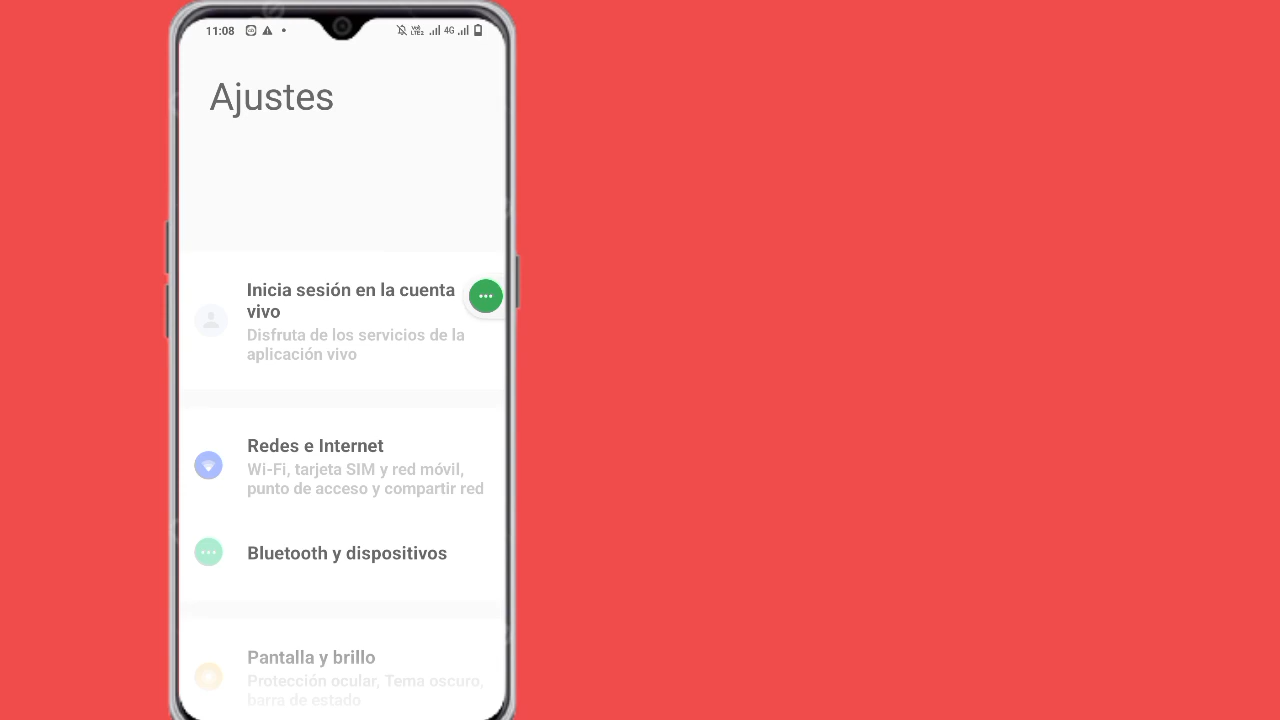 11:08
4G
Ajustes
Inicia sesión en la cuenta
vivo
Disfruta de los servicios de la
aplicación vivo
Redes e Internet
Wi-Fi, tarjeta SIM y red móvil,
punto de acceso y compartir red
Bluetooth y dispositivos
Pantalla y brillo
Protección ocular, Tema oscuro,
barra de estado